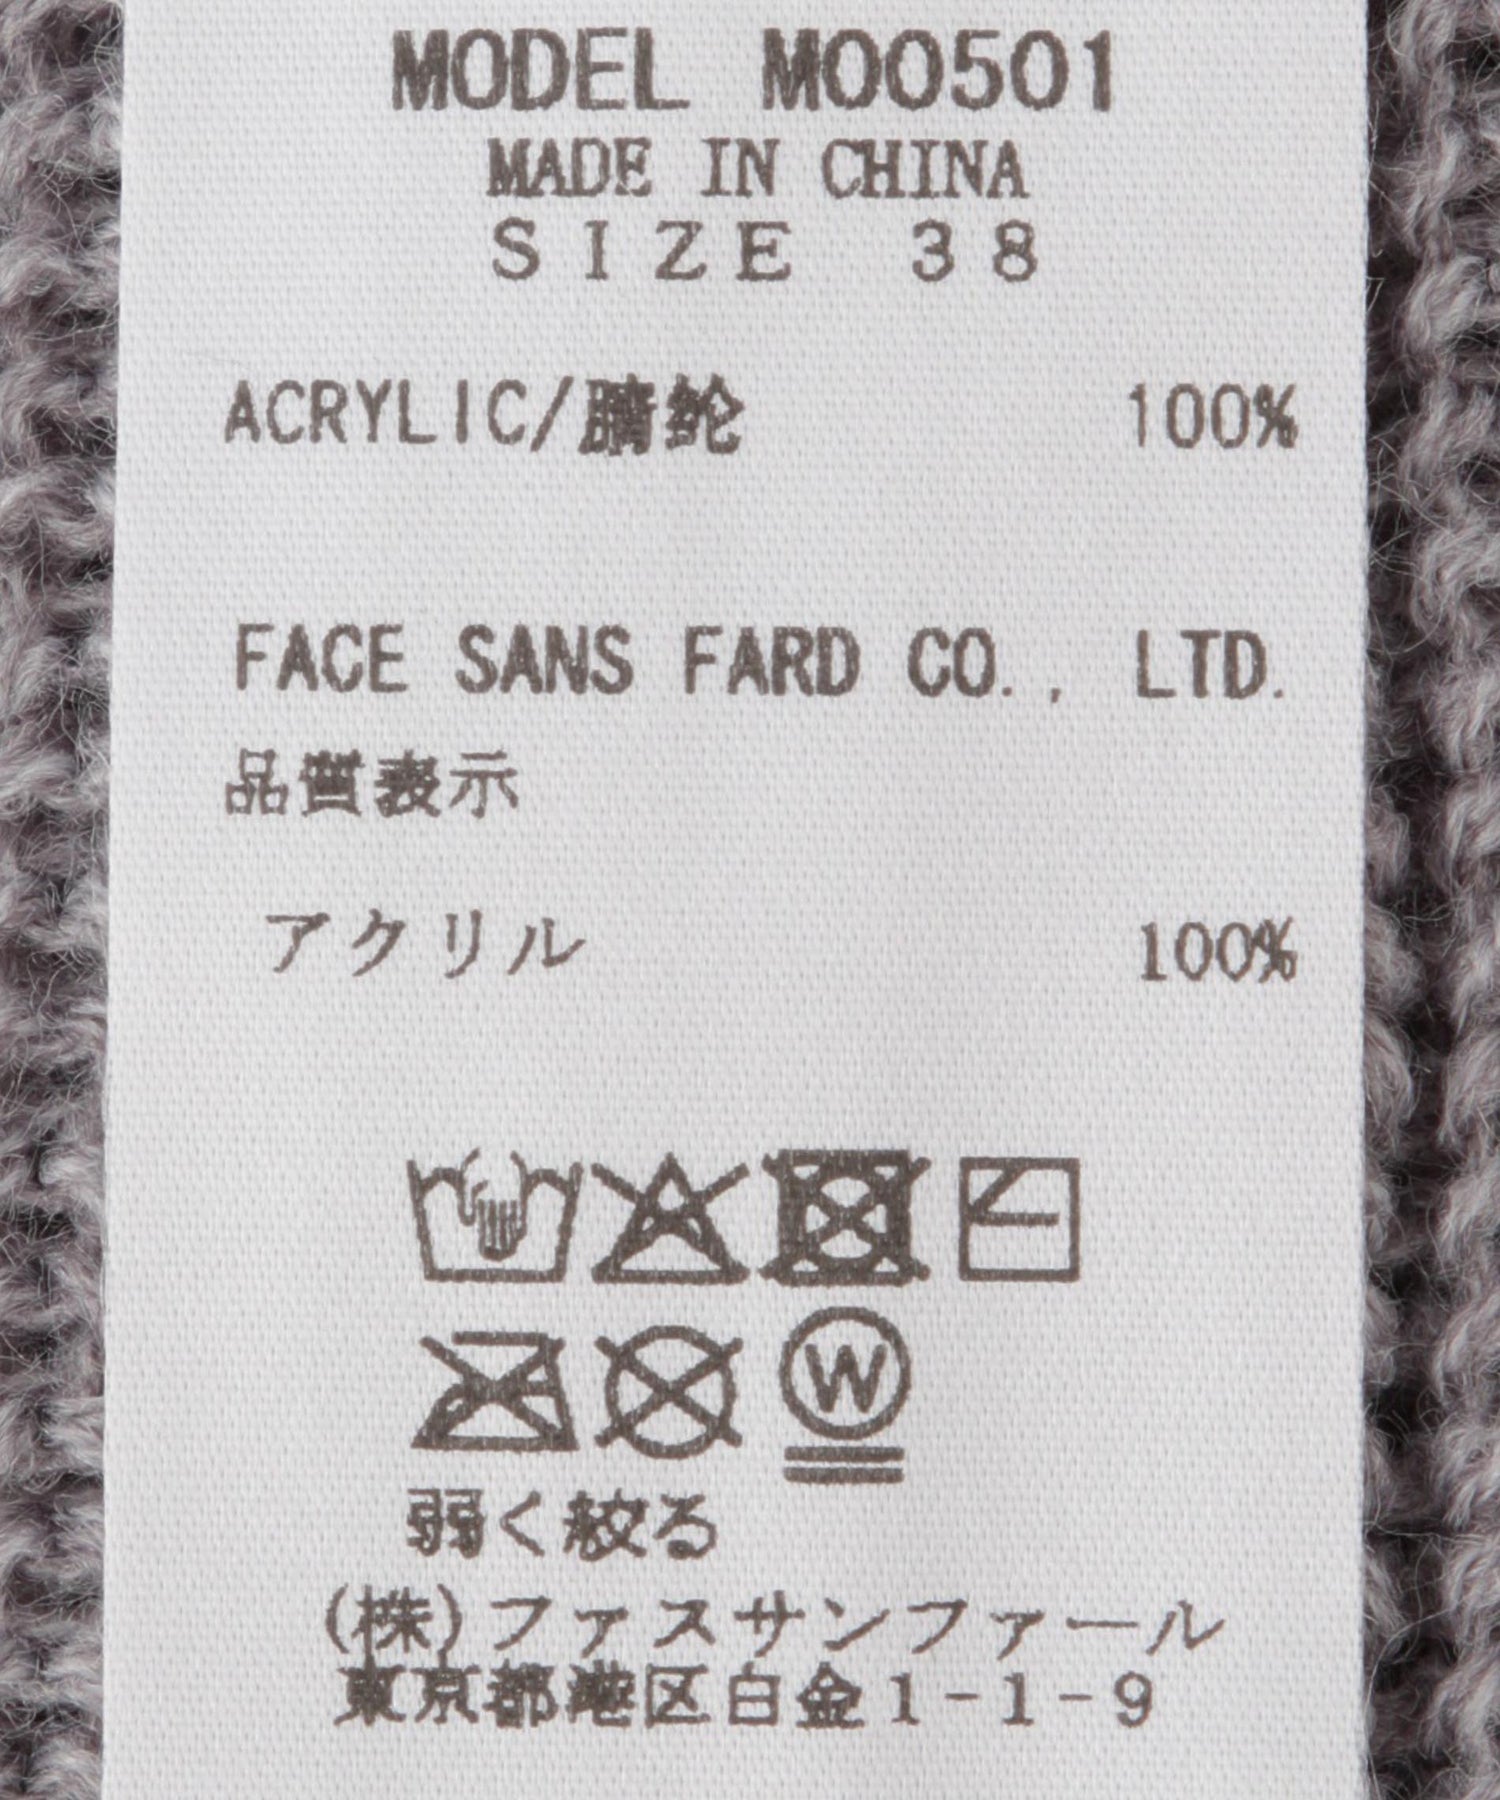 MODEL M00501
MADE IN CHINA
SIZE 38
ACRYLIC/腈纶 100%
FACE SANS FARD CO., LTD.
品質表示
アクリル 100%
W
弱く絞る
(株)ファスサンファール
東京都港区白金1-1-9